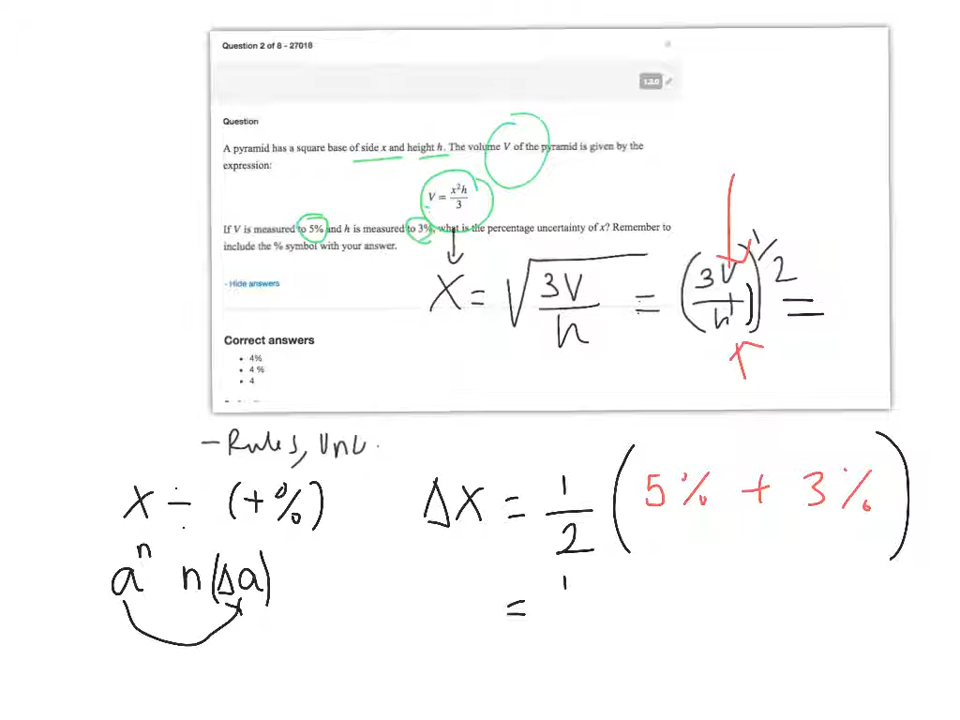 Question 2 of 8 - 27018
Question
A pyramid has a square base of side x and height h. The volume V of the pyramid is given by the
expression:
V = x²h / 3
If V is measured to 5% and h is measured to 3%, what is the percentage uncertainty of x? Remember to
include the % symbol with your answer.
- Hide answers
X = √(3V / h) = (3V / h)^1/2 =
Correct answers
• 4%
• 4 %
• 4
- Rules, Unc.
x ÷ (+%)
ΔX = 1/2 (5% + 3%)
aⁿ n(Δa)
=